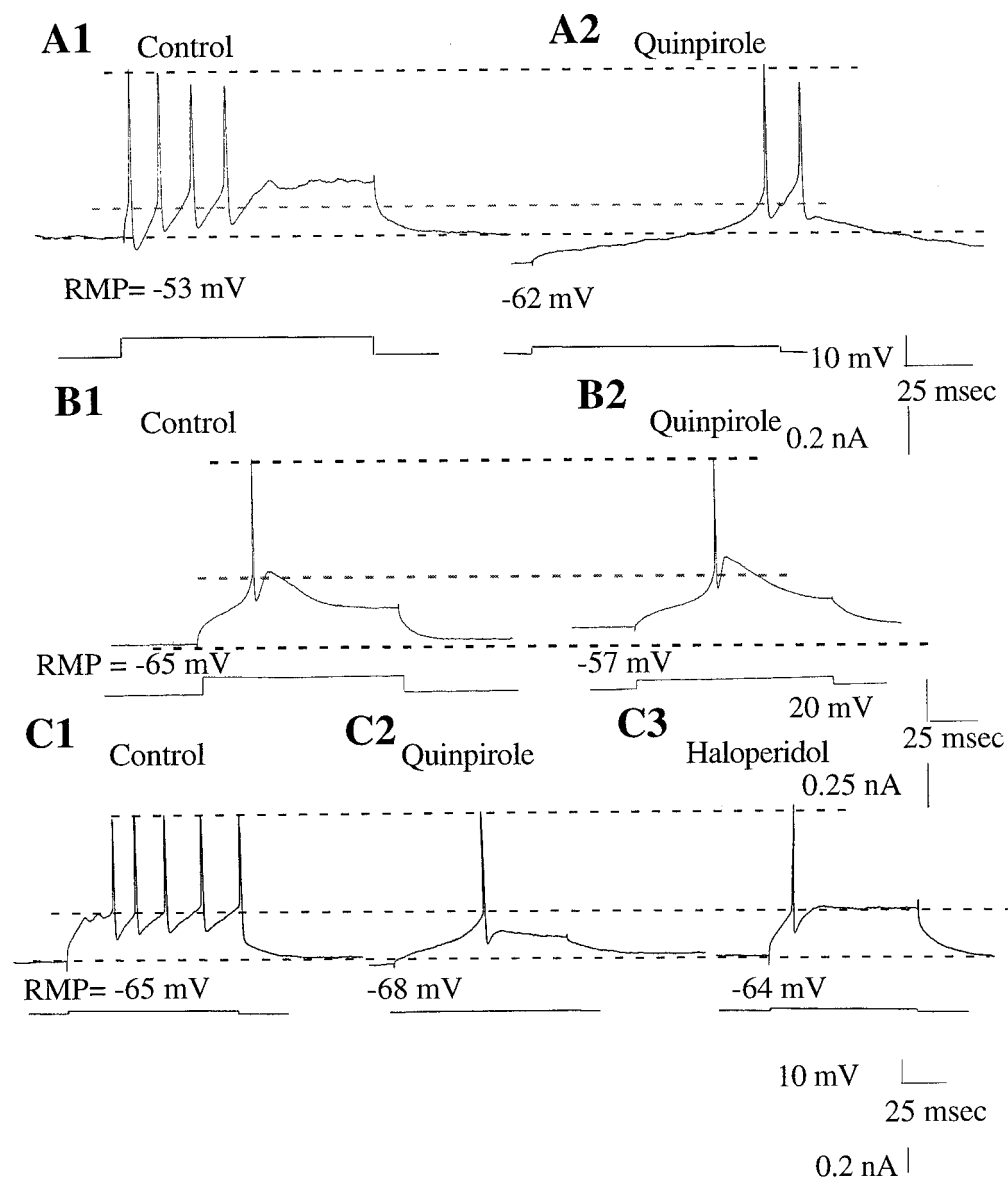 A1
Control
A2
Quinpirole
RMP= -53 mV
-62 mV
10 mV
25 msec
B1
Control
B2
Quinpirole
0.2 nA
RMP = -65 mV
-57 mV
20 mV
25 msec
C1
Control
C2
Quinpirole
C3
Haloperidol
0.25 nA
RMP= -65 mV
-68 mV
-64 mV
10 mV
25 msec
0.2 nA